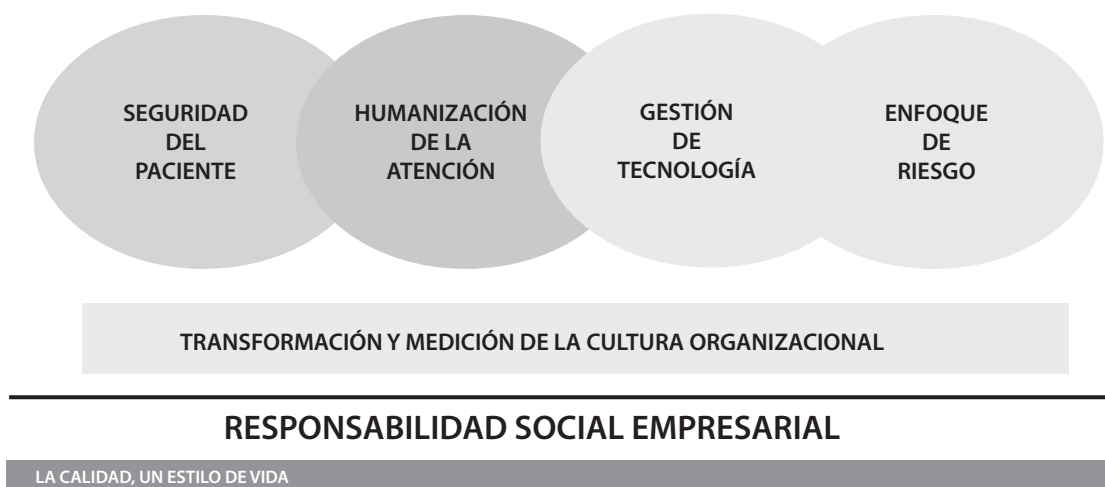 SEGURIDAD
DEL
PACIENTE
HUMANIZACIÓN
DE LA
ATENCIÓN
GESTIÓN
DE
TECNOLOGÍA
ENFOQUE
DE
RIESGO
TRANSFORMACIÓN Y MEDICIÓN DE LA CULTURA ORGANIZACIONAL
RESPONSABILIDAD SOCIAL EMPRESARIAL
LA CALIDAD, UN ESTILO DE VIDA